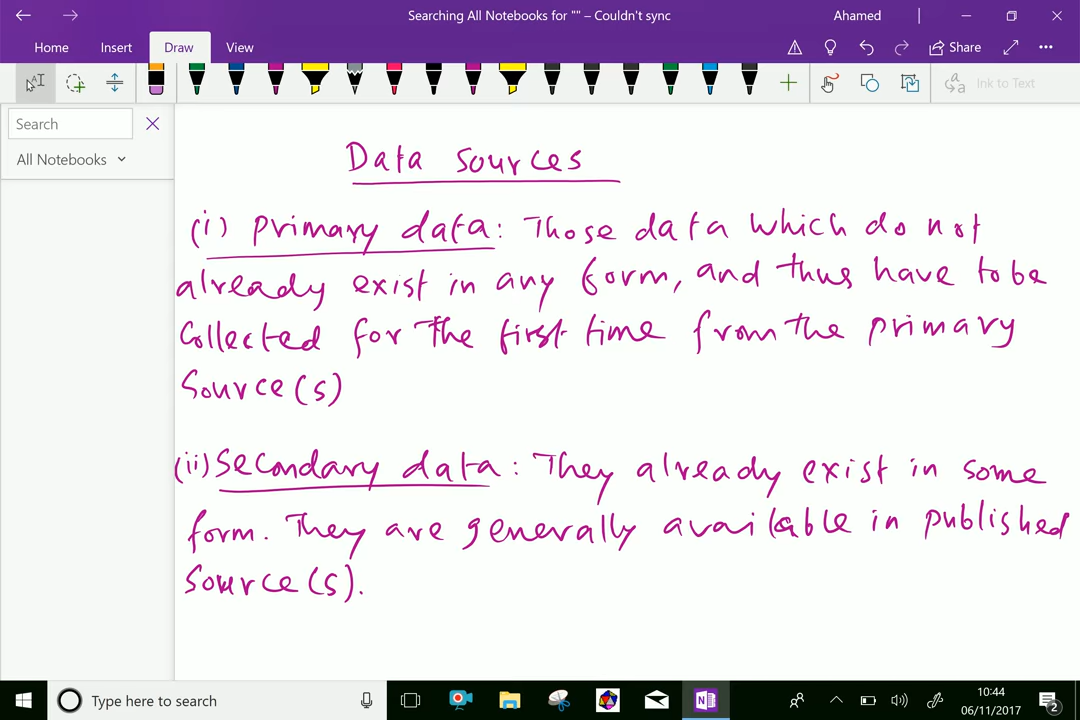 Searching All Notebooks for "" – Couldn't sync
Ahamed
Home Insert Draw View
Share
Ink to Text
Search
All Notebooks
Data Sources
(i) Primary data: Those data which do not
already exist in any form, and thus have to be
Collected for The first time from the primary
Source(s)
(ii) Secondary data: They already exist in some
form. They are generally available in published
Source(s).
Type here to search
10:44
06/11/2017
2